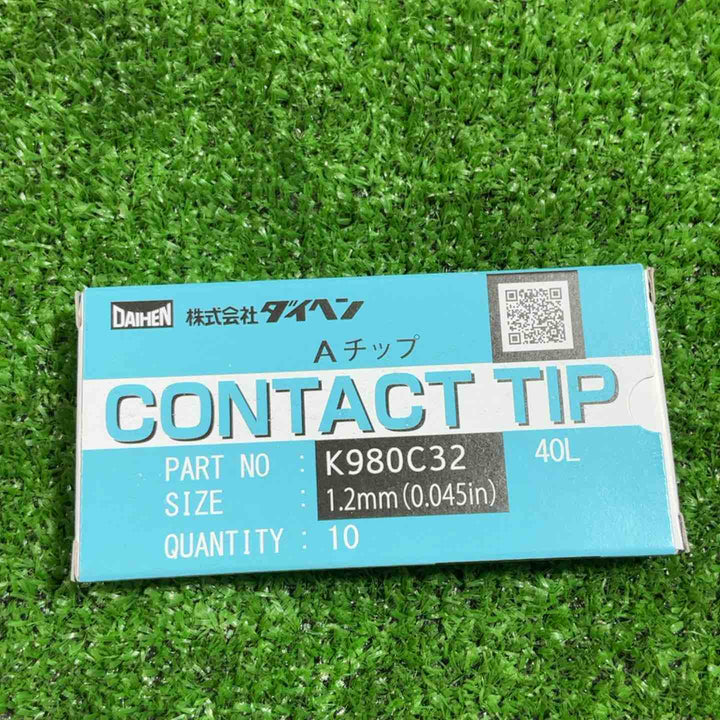 DAIHEN 株式会社ダイヘン
Aチップ
CONTACT TIP
PART NO : K980C32 40L
SIZE : 1.2mm(0.045in)
QUANTITY : 10